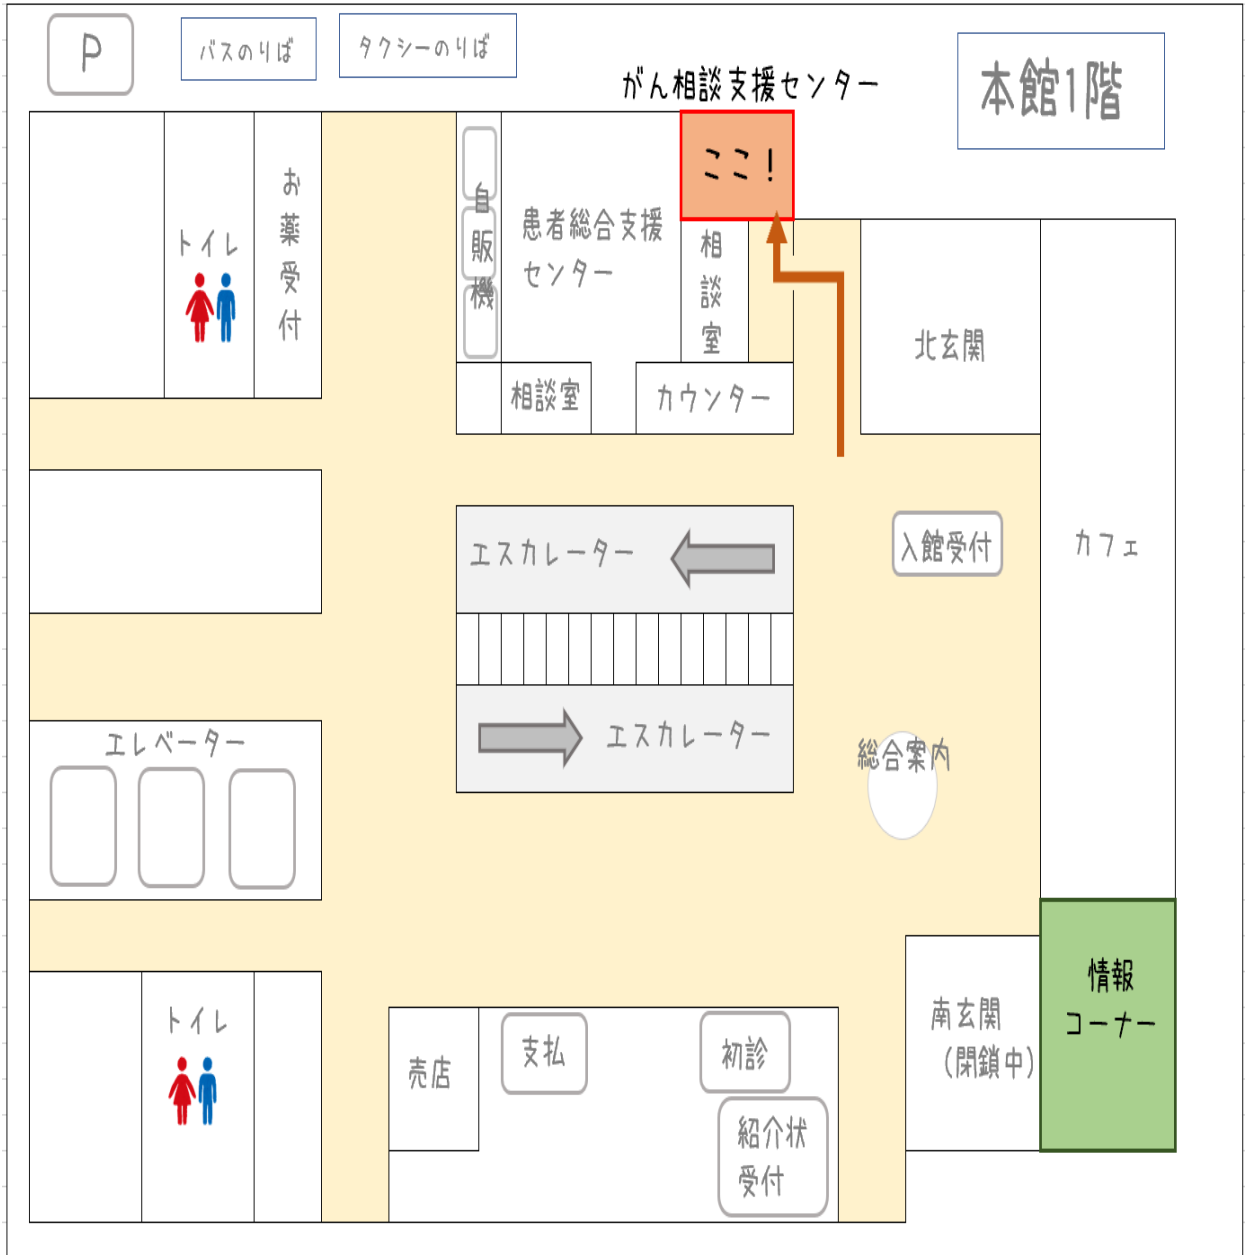 P
バスのりば
タクシーのりば
がん相談支援センター
本館1階
ここ！
お薬受付
トイレ
自販機
患者総合支援
センター
相談室
北玄関
相談室
カウンター
エスカレーター
入館受付
カフェ
エレベーター
エスカレーター
総合案内
情報
コーナー
トイレ
売店
支払
初診
南玄関
（閉鎖中）
紹介状
受付